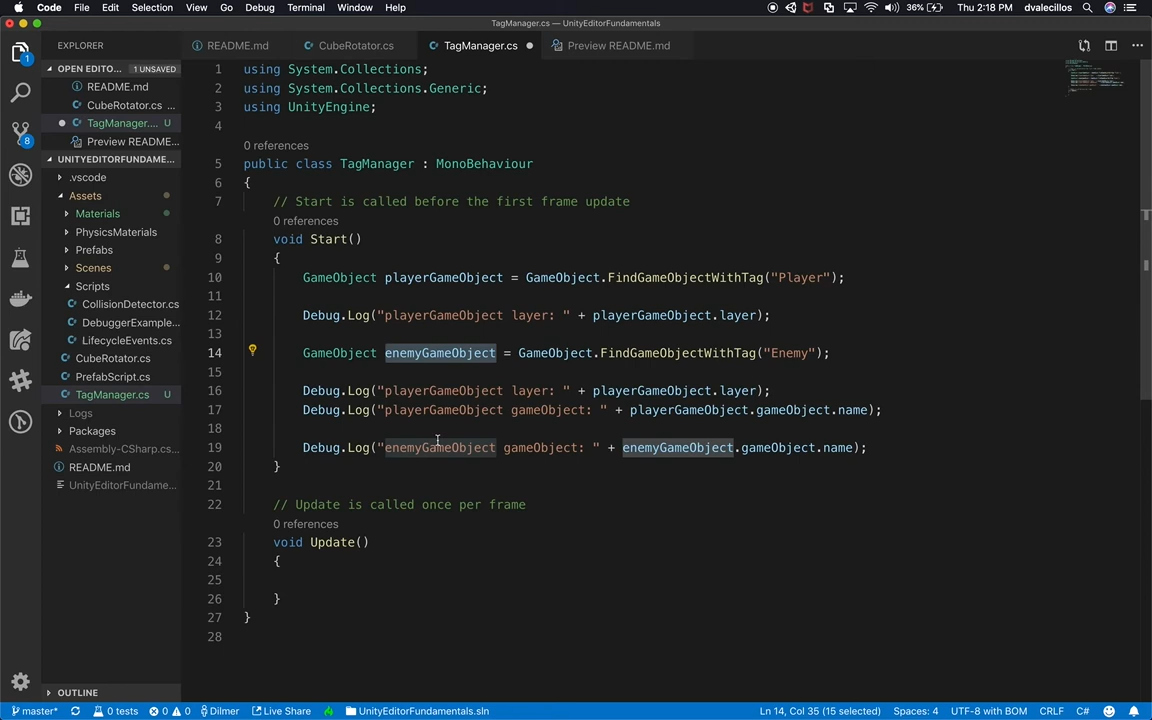 Code File Edit Selection View Go Debug Terminal Window Help 36% Thu 2:18 PM dvalecillos
TagManager.cs — UnityEditorFundamentals
EXPLORER
README.md CubeRotator.cs TagManager.cs Preview README.md
OPEN EDITO... 1 UNSAVED
README.md
CubeRotator.cs ...
TagManager.... U
Preview README...
UNITYEDITORFUNDAME...
.vscode
Assets
Materials
PhysicsMaterials
Prefabs
Scenes
Scripts
CollisionDetector.cs
DebuggerExample...
LifecycleEvents.cs
CubeRotator.cs
PrefabScript.cs
TagManager.cs U
Logs
Packages
Assembly-CSharp.cs...
README.md
UnityEditorFundame...
OUTLINE
1
8
1 using System.Collections;
2 using System.Collections.Generic;
3 using UnityEngine;
4
0 references
5 public class TagManager : MonoBehaviour
6 {
7 // Start is called before the first frame update
0 references
8 void Start()
9 {
10 GameObject playerGameObject = GameObject.FindGameObjectWithTag("Player");
11
12 Debug.Log("playerGameObject layer: " + playerGameObject.layer);
13
14 GameObject enemyGameObject = GameObject.FindGameObjectWithTag("Enemy");
15
16 Debug.Log("playerGameObject layer: " + playerGameObject.layer);
17 Debug.Log("playerGameObject gameObject: " + playerGameObject.gameObject.name);
18
19 Debug.Log("enemyGameObject gameObject: " + enemyGameObject.gameObject.name);
20 }
21
22 // Update is called once per frame
0 references
23 void Update()
24 {
25
26 }
27 }
28
master* 0 tests 0 0 Dilmer Live Share UnityEditorFundamentals.sln Ln 14, Col 35 (15 selected) Spaces: 4 UTF-8 with BOM CRLF C#